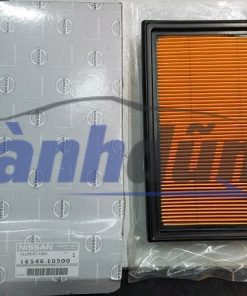 ànhdũn
NISSAN
ELEMENT ASSY
1
16546-ED500